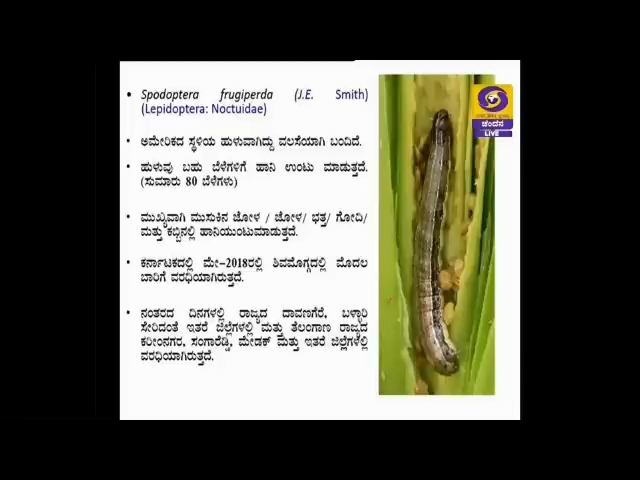 Spodoptera frugiperda (J.E. Smith)
(Lepidoptera: Noctuidae)
ಅಮೇರಿಕದ ಸ್ಥಳಿಯ ಹುಳುವಾಗಿದ್ದು ವಲಸೆಯಾಗಿ ಬಂದಿದೆ.
ಹುಳುವು ಬಹು ಬೆಳೆಗಳಿಗೆ ಹಾನಿ ಉಂಟು ಮಾಡುತ್ತದೆ.
(ಸುಮಾರು 80 ಬೆಳೆಗಳು)
ಮುಖ್ಯವಾಗಿ ಮುಸುಕಿನ ಜೋಳ / ಜೋಳ/ ಭತ್ತ/ ಗೋದಿ/
ಮತ್ತು ಕಬ್ಬಿನಲ್ಲಿ ಹಾನಿಯುಂಟುಮಾಡುತ್ತದೆ.
ಕರ್ನಾಟಕದಲ್ಲಿ ಮೇ-2018ರಲ್ಲಿ ಶಿವಮೊಗ್ಗದಲ್ಲಿ ಮೊದಲ
ಬಾರಿಗೆ ವರಧಿಯಾಗಿರುತ್ತದೆ.
ನಂತರದ ದಿನಗಳಲ್ಲಿ ರಾಜ್ಯದ ದಾವಣಗೆರೆ, ಬಳ್ಳಾರಿ
ಸೇರಿದಂತೆ ಇತರೆ ಜಿಲ್ಲೆಗಳಲ್ಲಿ ಮತ್ತು ತೆಲಂಗಾಣ ರಾಜ್ಯದ
ಕರೀಂನಗರ, ಸಂಗಾರೆಡ್ಡಿ, ಮೇಡಕ್ ಮತ್ತು ಇತರೆ ಜಿಲ್ಲೆಗಳಲ್ಲಿ
ವರಧಿಯಾಗಿರುತ್ತದೆ.
ಚಂದನ
LIVE